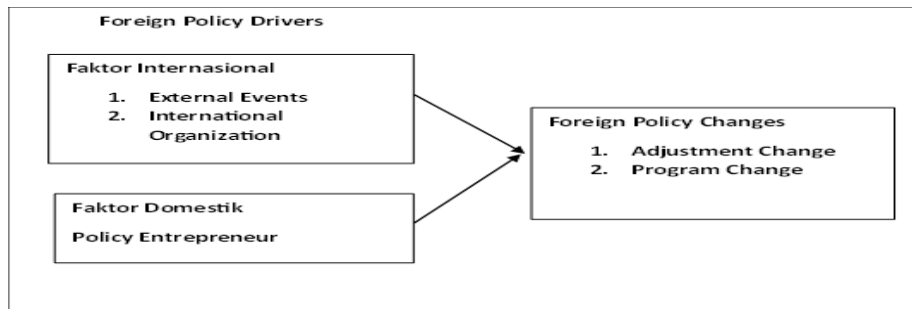 Foreign Policy Drivers
Faktor Internasional
1. External Events
2. International
Organization
Faktor Domestik
Policy Entrepreneur
Foreign Policy Changes
1. Adjustment Change
2. Program Change